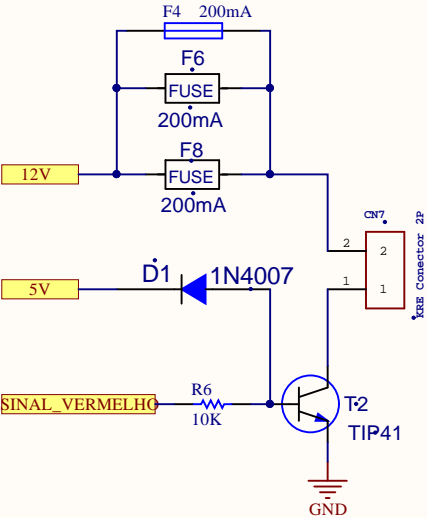 F4 200mA
F6
FUSE
200mA
F8
FUSE
200mA
12V
CN7
2
2
1
1
KRE Conector 2P
D1
1N4007
5V
SINAL_VERMELHO
R6
10K
T2
TIP41
GND